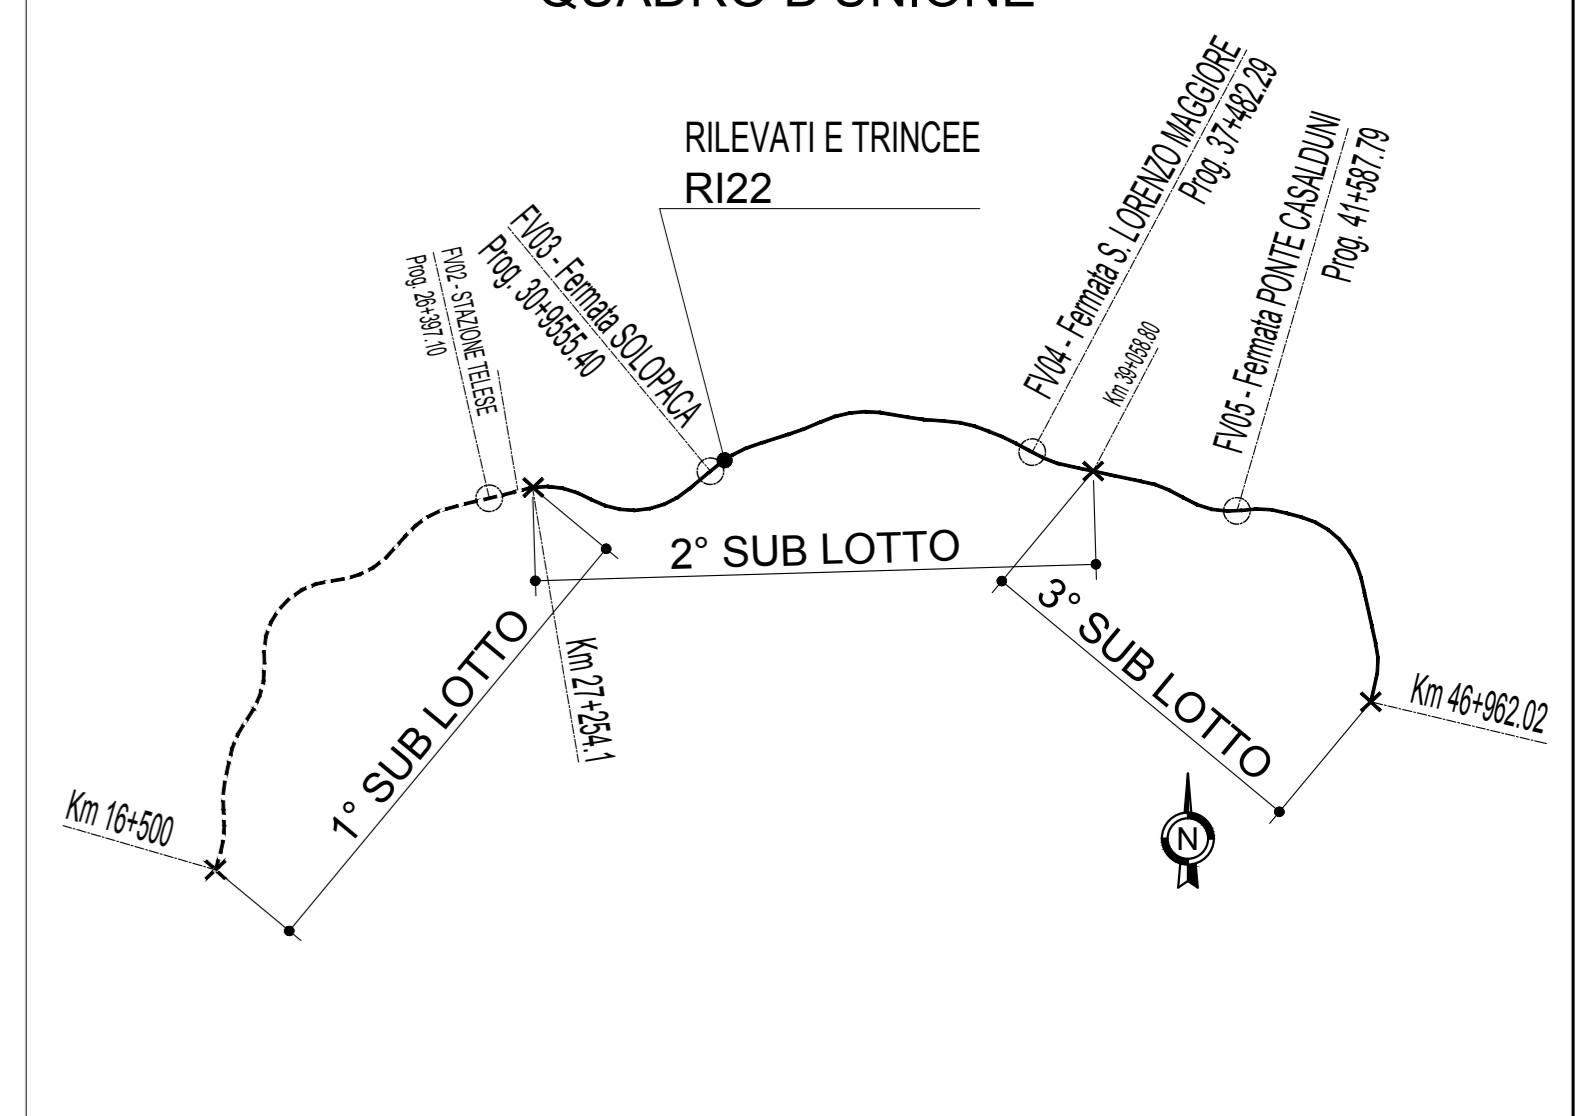 QUADRO D'UNIONE
RILEVATI E TRINCEE
RI22
FV02 - STAZIONE TELESE
Prog. 26+397.10
FV03 - Fermata SOLOPACA
Prog. 30+9555.40
FV04 - Fermata S. LORENZO MAGGIORE
Prog. 37+482.29
Km 39+058.80
FV05 - Fermata PONTE CASALDUNI
Prog. 41+587.79
2° SUB LOTTO
1° SUB LOTTO
Km 27+254.1
3° SUB LOTTO
Km 46+962.02
Km 16+500
N